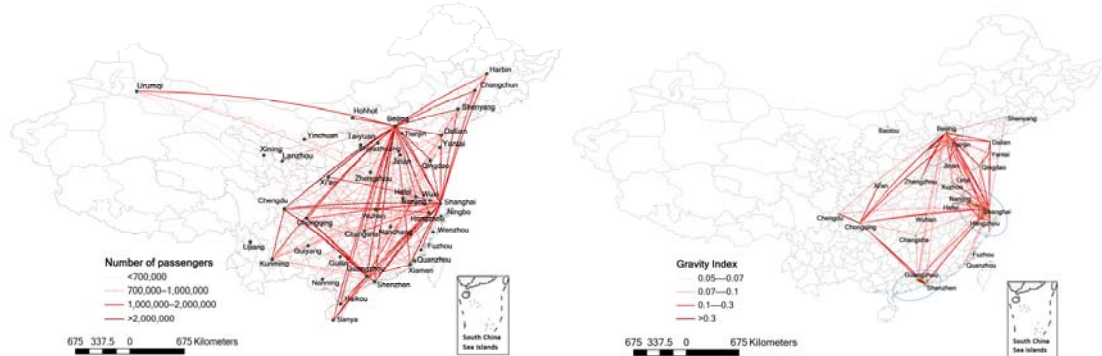 Harbin
Changchun
Urumqi
Shenyang
Hohhot
Beijing
Tianjin
Dalian
Yinchuan
Taiyuan
Shijiazhuang
Yantai
Xining
Lanzhou
Jinan
Qingdao
Zhengzhou
Xi'an
Hefei
Wuxi
Nanjing
Shanghai
Chengdu
Wuhan
Hangzhou
Ningbo
Chongqing
Changsha
Nanchang
Wenzhou
Lijiang
Guiyang
Fuzhou
Kunming
Guilin
Quanzhou
Guangzhou
Xiamen
Nanning
Shenzhen
Haikou
Sanya
Number of passengers
<700,000
700,000–1,000,000
1,000,000–2,000,000
>2,000,000
675 337.5 0 675 Kilometers
South China
Sea Islands
Shenyang
Baotou
Beijing
Tianjin
Dalian
Yantai
Jinan
Qingdao
Xi'an
Zhengzhou
Linyi
Xuzhou
Nanjing
Hefei
Shanghai
Chengdu
Wuhan
Hangzhou
Chongqing
Changsha
Fuzhou
Quanzhou
Guangzhou
Shenzhen
Gravity Index
0.05—0.07
0.07—0.1
0.1—0.3
>0.3
675 337.5 0 675 Kilometers
South China
Sea Islands